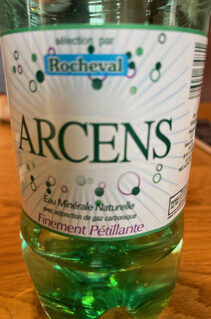 sélection par
Rocheval
ARCENS
Eau Minérale Naturelle
avec adjonction de gaz carbonique
Finement Pétillante